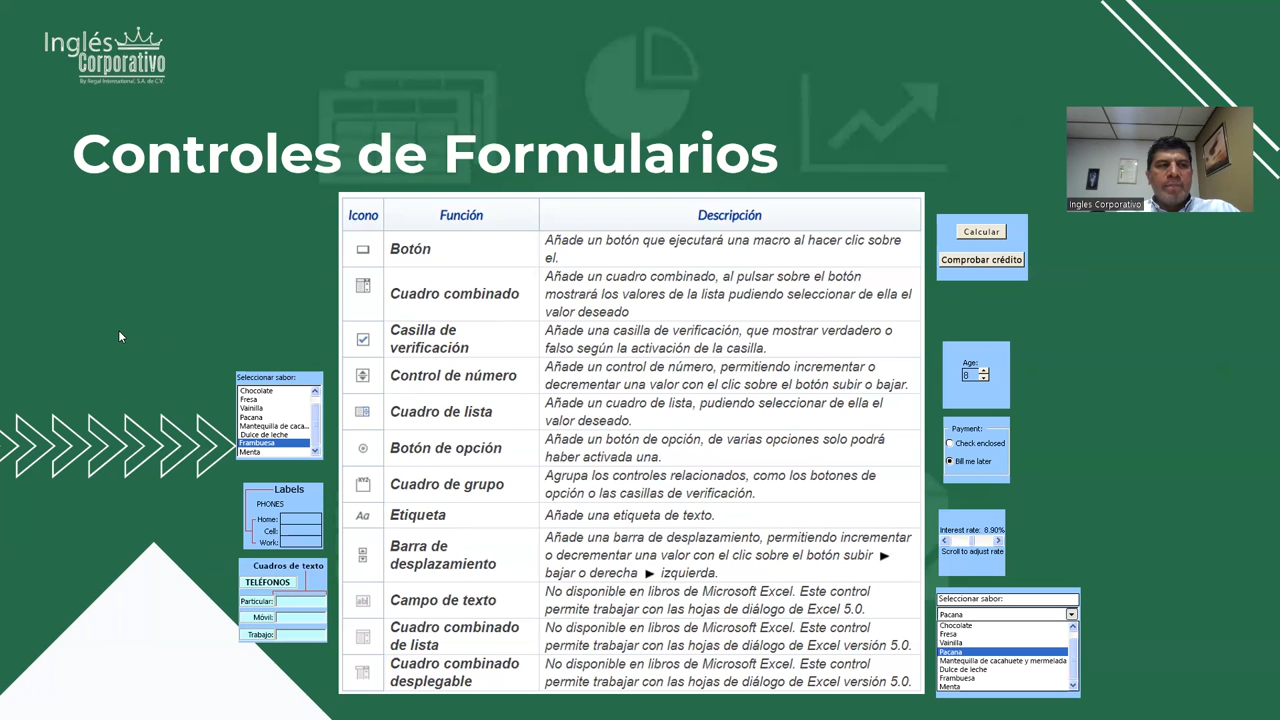 Inglés
Corporativo
By Regal International, S.A. de C.V.
Controles de Formularios
Ingles Corporativo
Icono Función Descripción
Botón
Añade un botón que ejecutará una macro al hacer clic sobre
el.
Cuadro combinado
Añade un cuadro combinado, al pulsar sobre el botón
mostrará los valores de la lista pudiendo seleccionar de ella el
valor deseado
Casilla de
verificación
Añade una casilla de verificación, que mostrar verdadero o
falso según la activación de la casilla.
Control de número
Añade un control de número, permitiendo incrementar o
decrementar una valor con el clic sobre el botón subir o bajar.
Cuadro de lista
Añade un cuadro de lista, pudiendo seleccionar de ella el
valor deseado.
Botón de opción
Añade un botón de opción, de varias opciones solo podrá
haber activada una.
XYZ
Cuadro de grupo
Agrupa los controles relacionados, como los botones de
opción o las casillas de verificación.
Aa Etiqueta
Añade una etiqueta de texto.
Barra de
desplazamiento
Añade una barra de desplazamiento, permitiendo incrementar
o decrementar una valor con el clic sobre el botón subir ►
bajar o derecha ► izquierda.
ab Campo de texto
No disponible en libros de Microsoft Excel. Este control
permite trabajar con las hojas de diálogo de Excel 5.0.
Cuadro combinado
de lista
No disponible en libros de Microsoft Excel. Este control
permite trabajar con las hojas de diálogo de Excel versión 5.0.
Cuadro combinado
desplegable
No disponible en libros de Microsoft Excel. Este control
permite trabajar con las hojas de diálogo de Excel versión 5.0.
Seleccionar sabor:
Chocolate
Fresa
Vainilla
Pacana
Mantequilla de caca...
Dulce de leche
Frambuesa
Menta
Labels
PHONES
Home:
Cell:
Work:
Cuadros de texto
TELÉFONOS
Particular:
Móvil:
Trabajo:
Calcular
Comprobar crédito
Age:
8
Payment:
Check enclosed
Bill me later
Interest rate: 8.90%
Scroll to adjust rate
Seleccionar sabor:
Pacana
Chocolate
Fresa
Vainilla
Pacana
Mantequilla de cacahuete y mermelada
Dulce de leche
Frambuesa
Menta